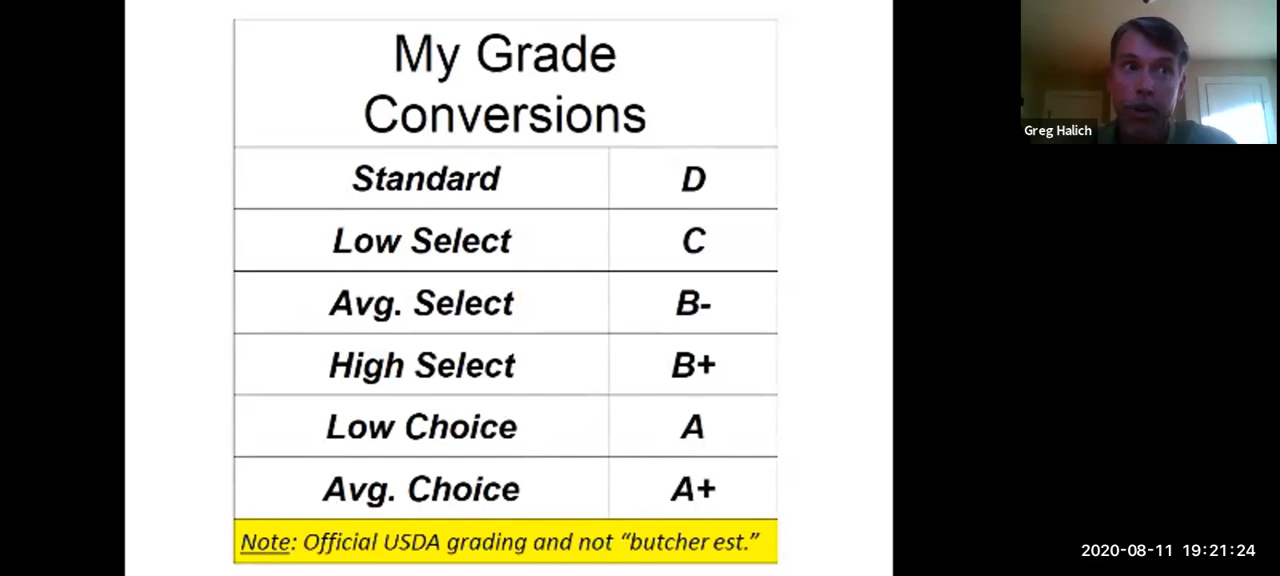 My Grade
Conversions
Standard D
Low Select C
Avg. Select B-
High Select B+
Low Choice A
Avg. Choice A+
Note: Official USDA grading and not “butcher est.”
Greg Halich
2020-08-11 19:21:24